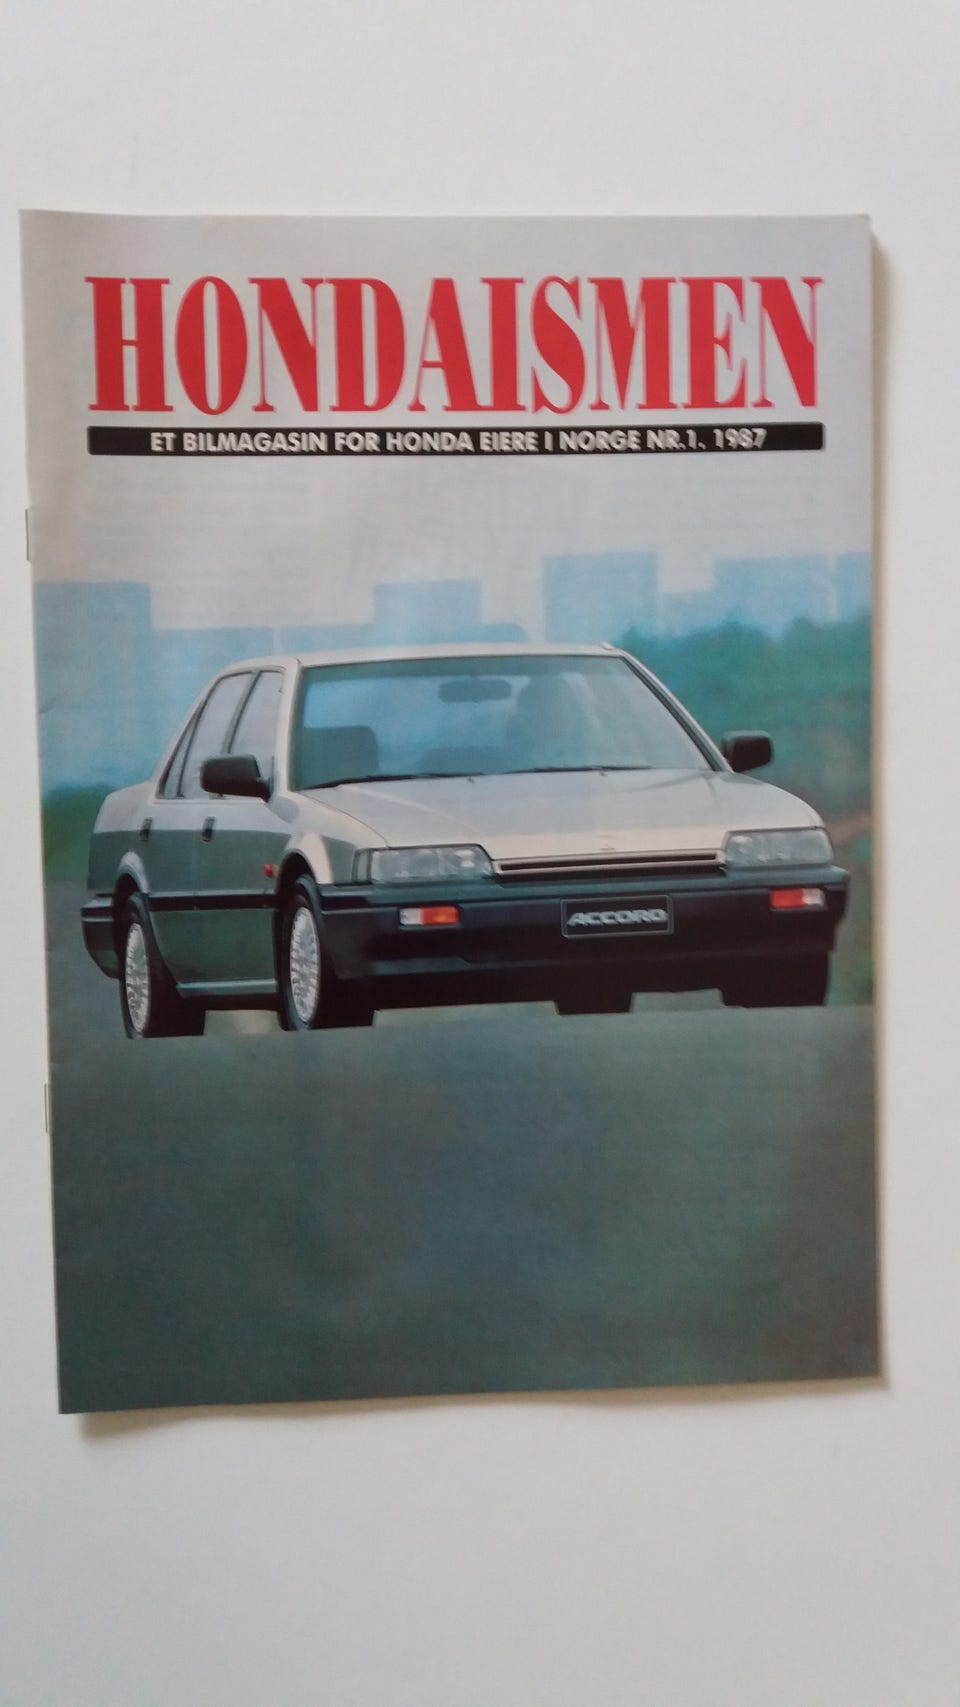 HONDAISMEN
ET BILMAGASIN FOR HONDA EIERE I NORGE NR.1. 1987
ACCORD